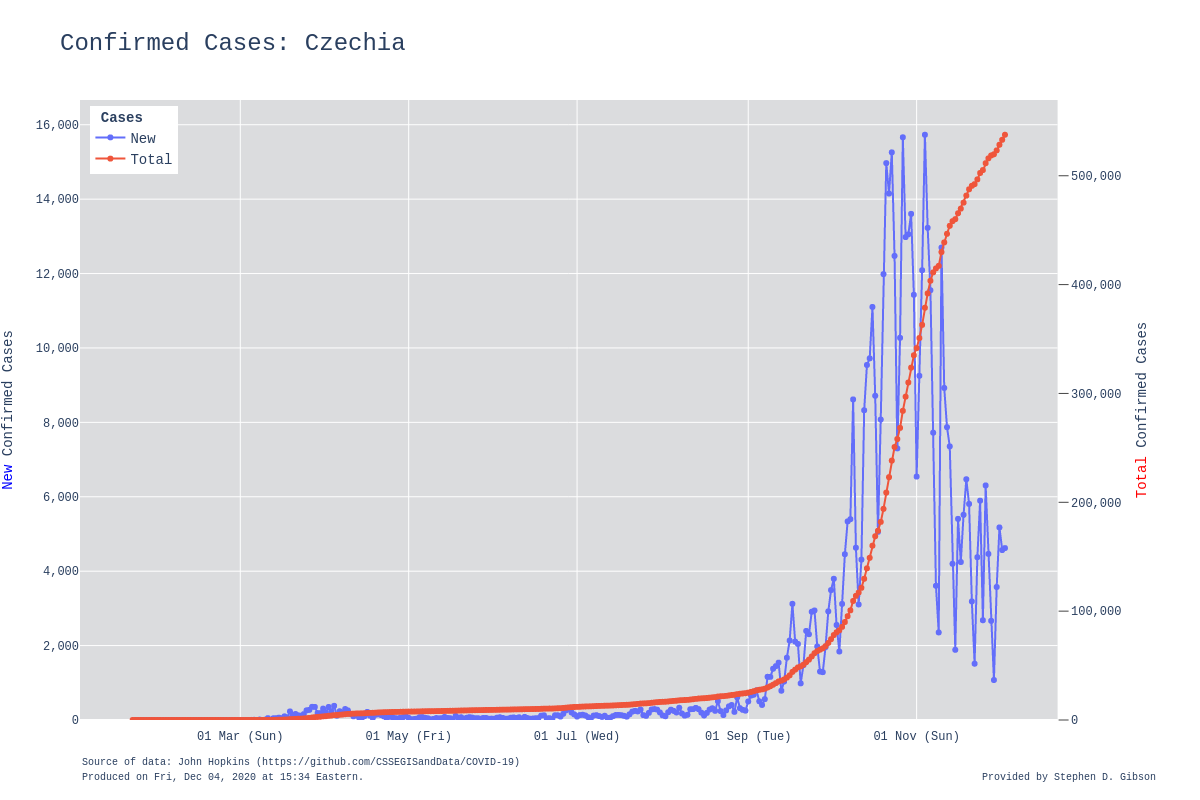 Confirmed Cases: Czechia
Cases
New
Total
16,000
14,000
12,000
10,000
8,000
6,000
4,000
2,000
0
New Confirmed Cases
500,000
400,000
300,000
200,000
100,000
0
Total Confirmed Cases
01 Mar (Sun)
01 May (Fri)
01 Jul (Wed)
01 Sep (Tue)
01 Nov (Sun)
Source of data: John Hopkins (https://github.com/CSSEGISandData/COVID-19)
Produced on Fri, Dec 04, 2020 at 15:34 Eastern.
Provided by Stephen D. Gibson